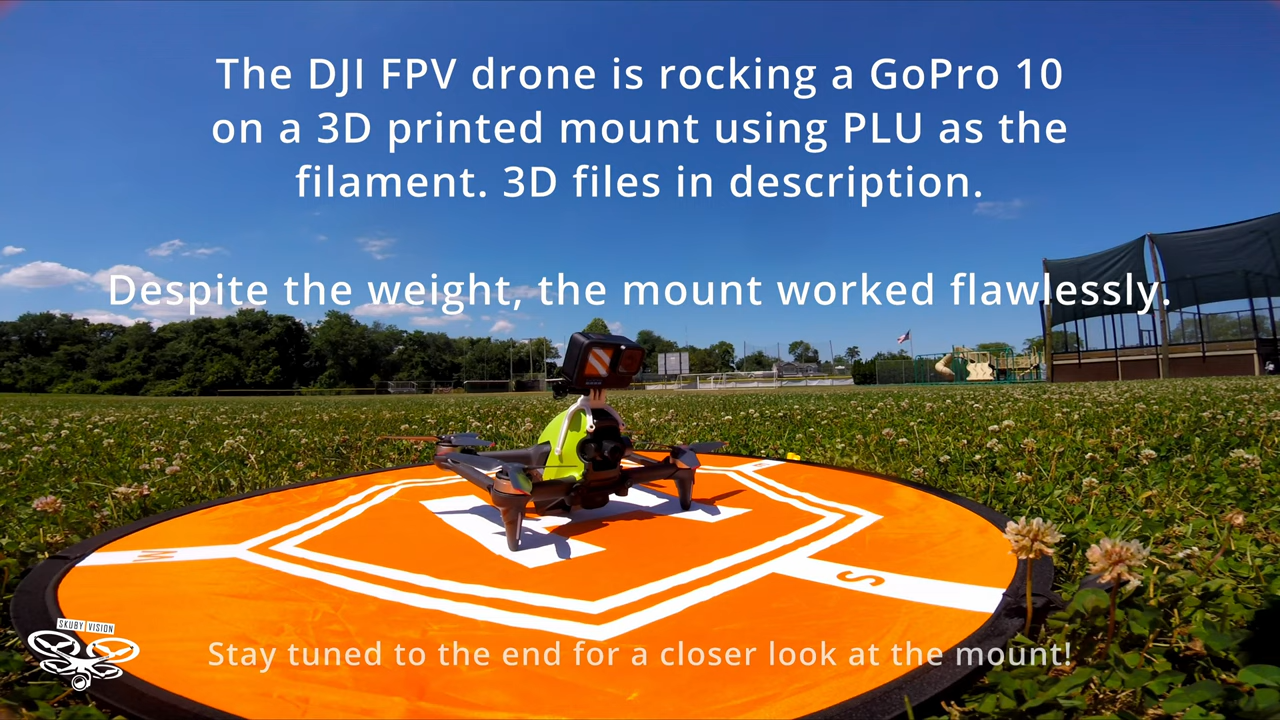 The DJI FPV drone is rocking a GoPro 10
on a 3D printed mount using PLU as the
filament. 3D files in description.
Despite the weight, the mount worked flawlessly.
W
S
SKUBY VISION
Stay tuned to the end for a closer look at the mount!